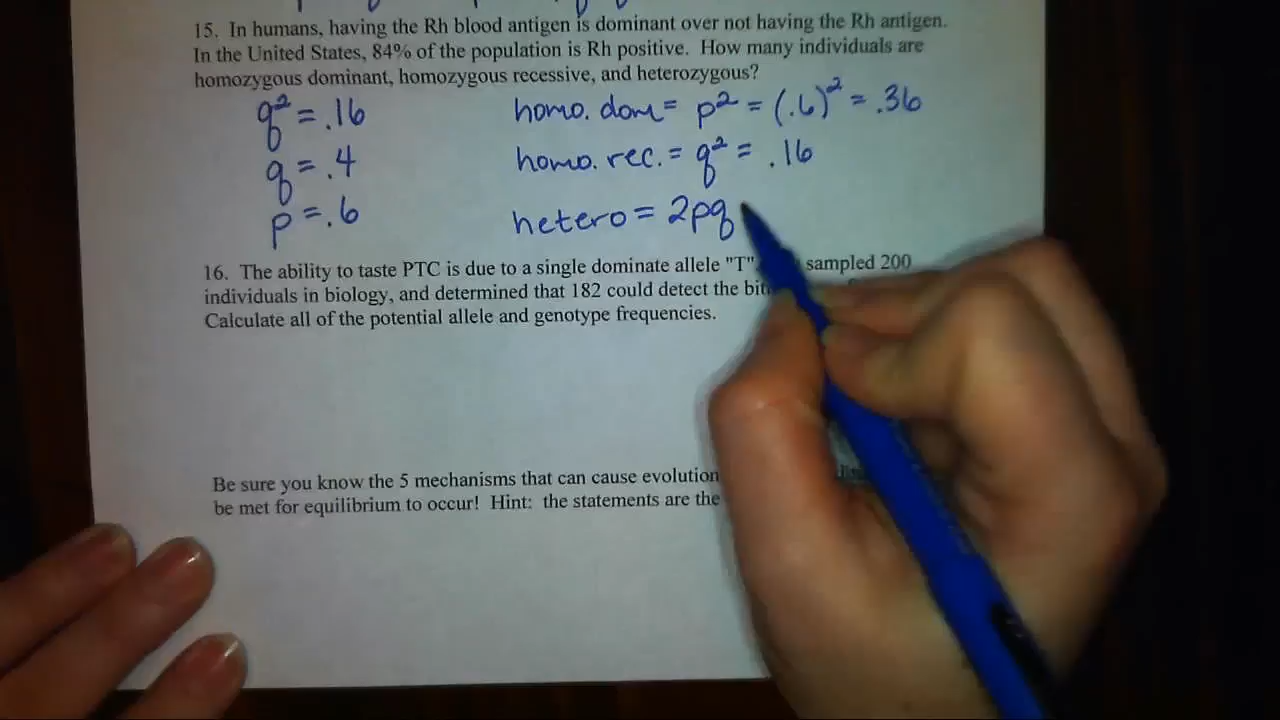 15. In humans, having the Rh blood antigen is dominant over not having the Rh antigen.
In the United States, 84% of the population is Rh positive. How many individuals are
homozygous dominant, homozygous recessive, and heterozygous?
q² = .16
homo. dom = p² = (.6)² = .36
q = .4
homo. rec. = q² = .16
p = .6
hetero = 2pq
16. The ability to taste PTC is due to a single dominate allele "T" sampled 200
individuals in biology, and determined that 182 could detect the
Calculate all of the potential allele and genotype frequencies.
Be sure you know the 5 mechanisms that can cause evolution
be met for equilibrium to occur! Hint: the statements are the